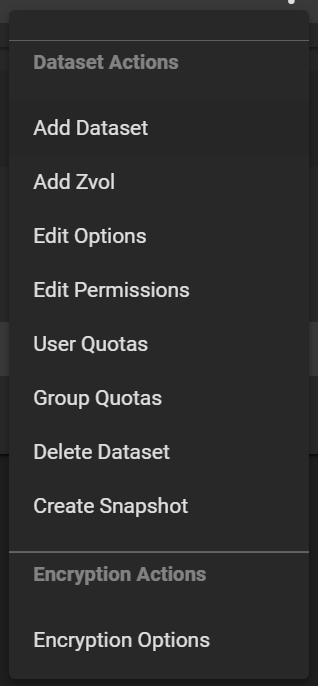 Dataset Actions
Add Dataset
Add Zvol
Edit Options
Edit Permissions
User Quotas
Group Quotas
Delete Dataset
Create Snapshot
Encryption Actions
Encryption Options